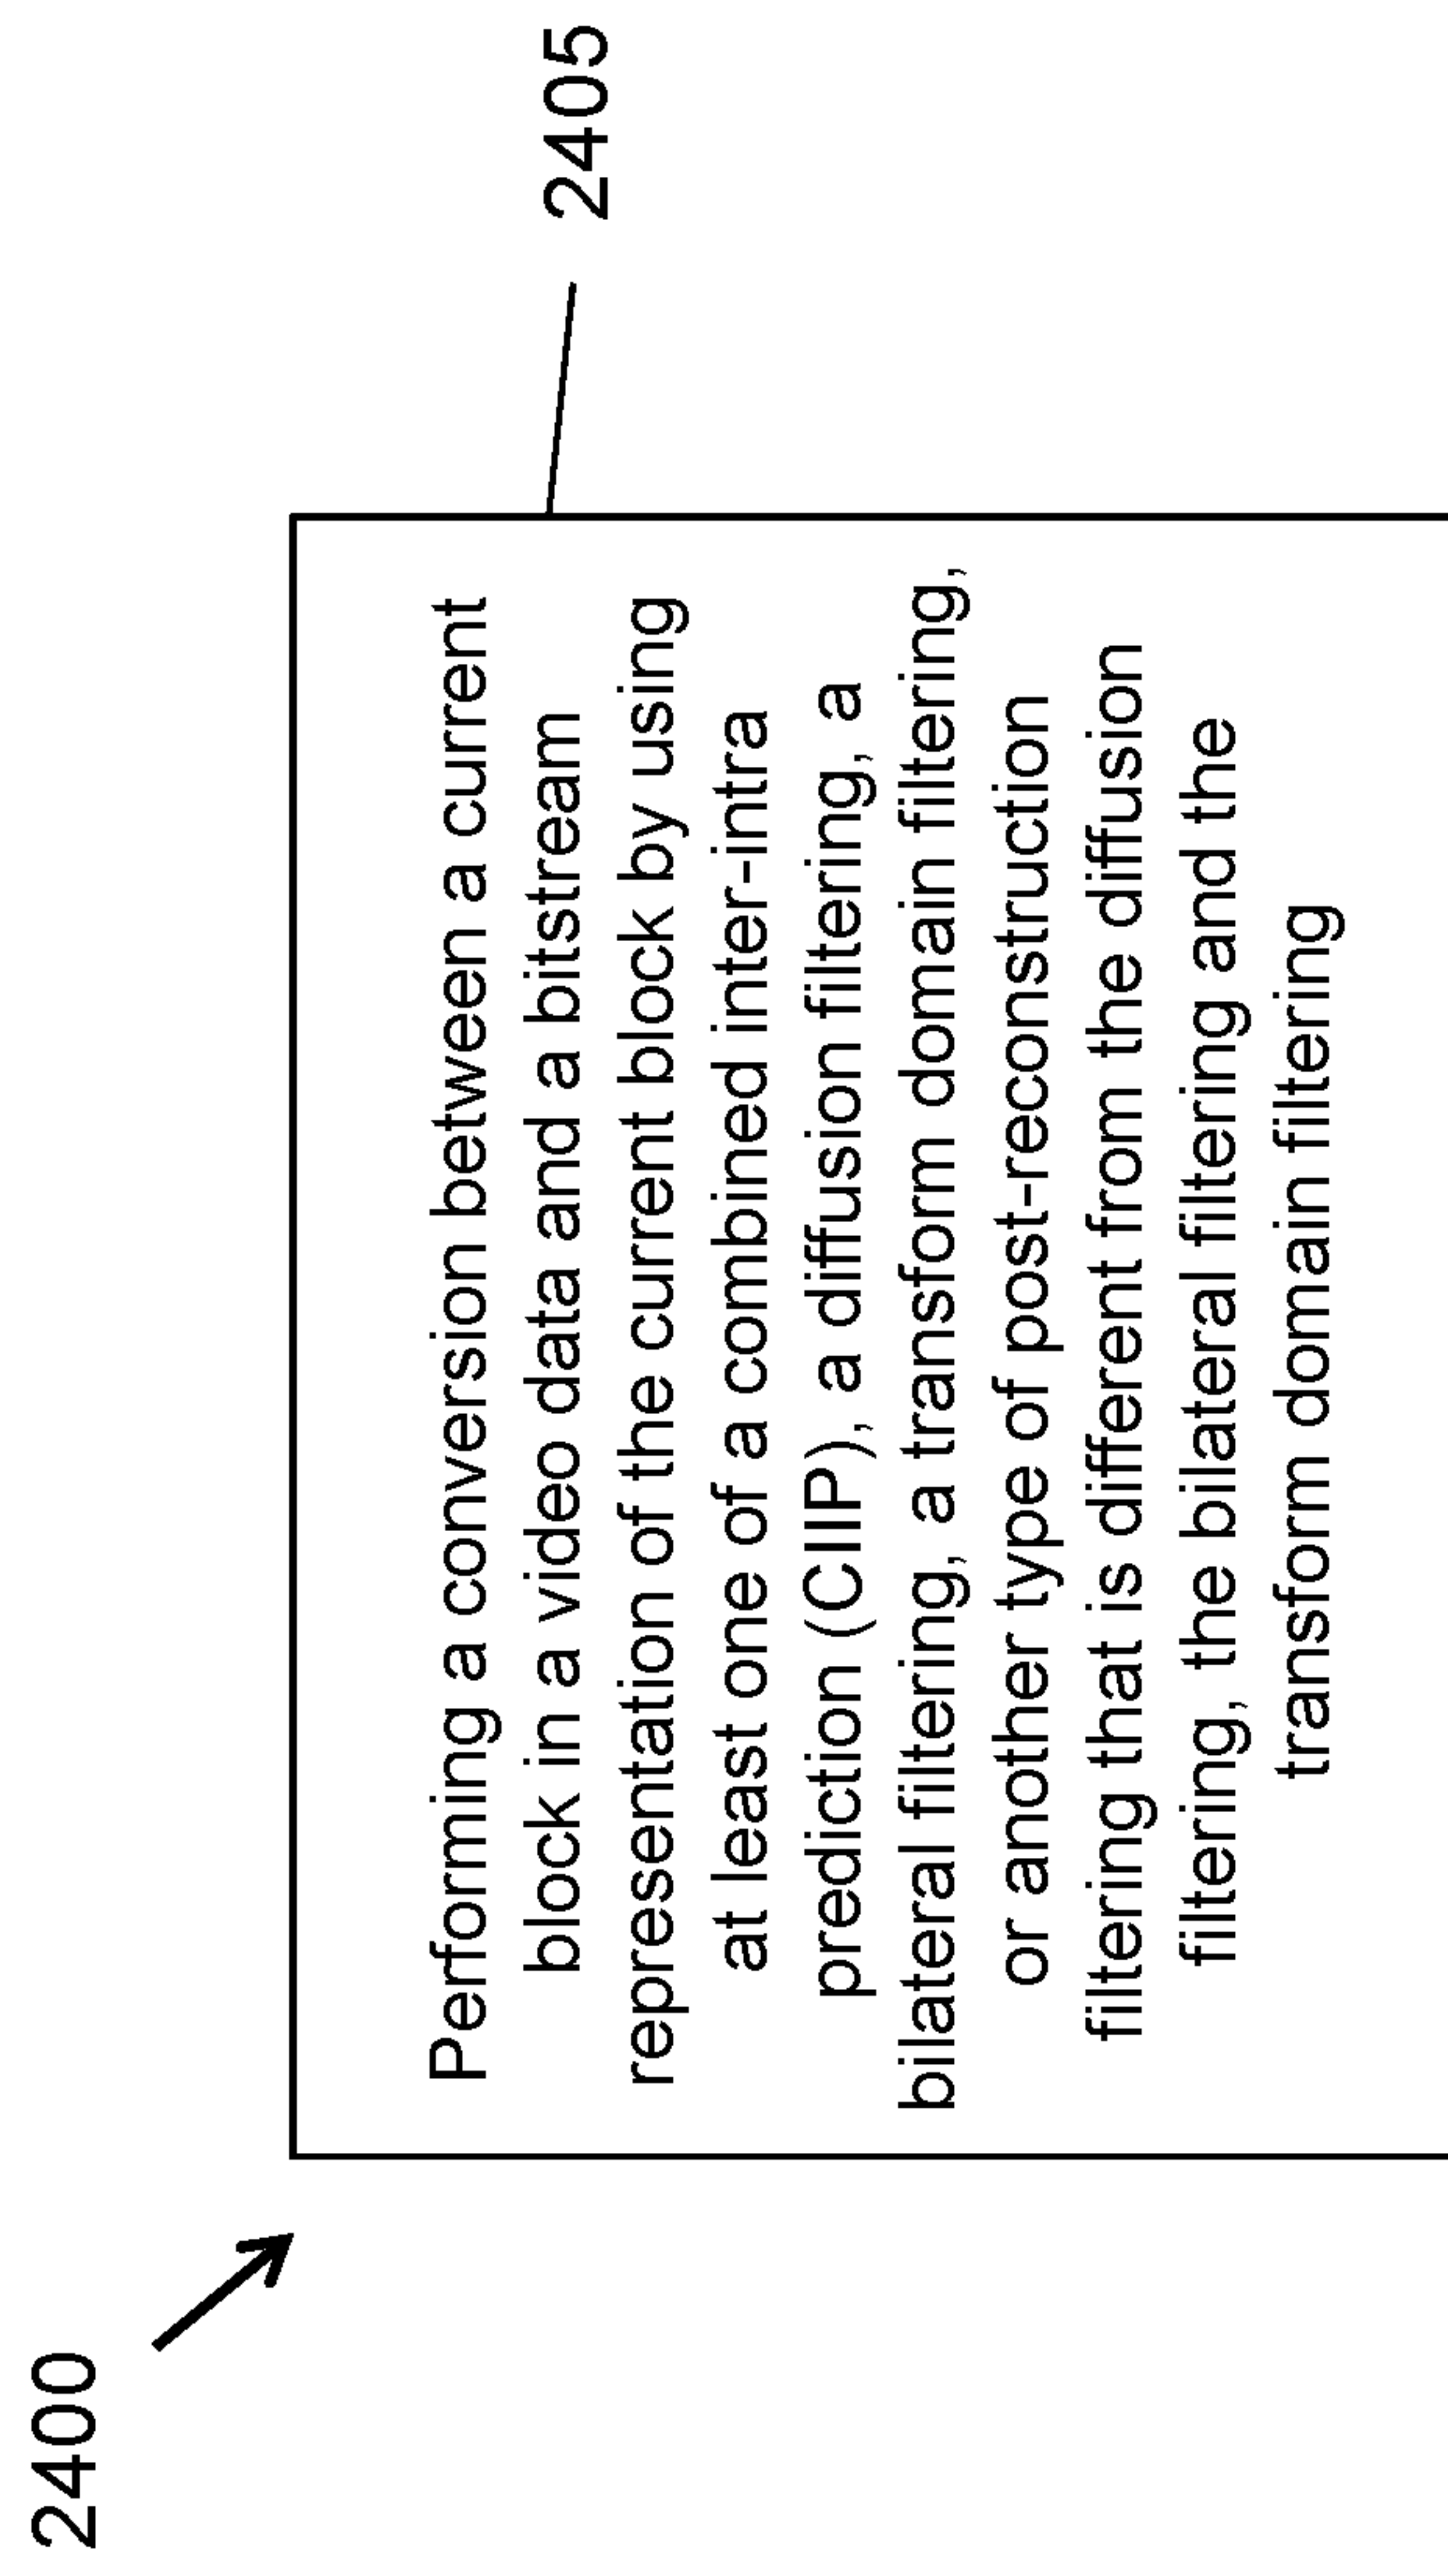 2400
2405
Performing a conversion between a current
block in a video data and a bitstream
representation of the current block by using
at least one of a combined inter-intra
prediction (CIIP), a diffusion filtering, a
bilateral filtering, a transform domain filtering,
or another type of post-reconstruction
filtering that is different from the diffusion
filtering, the bilateral filtering and the
transform domain filtering